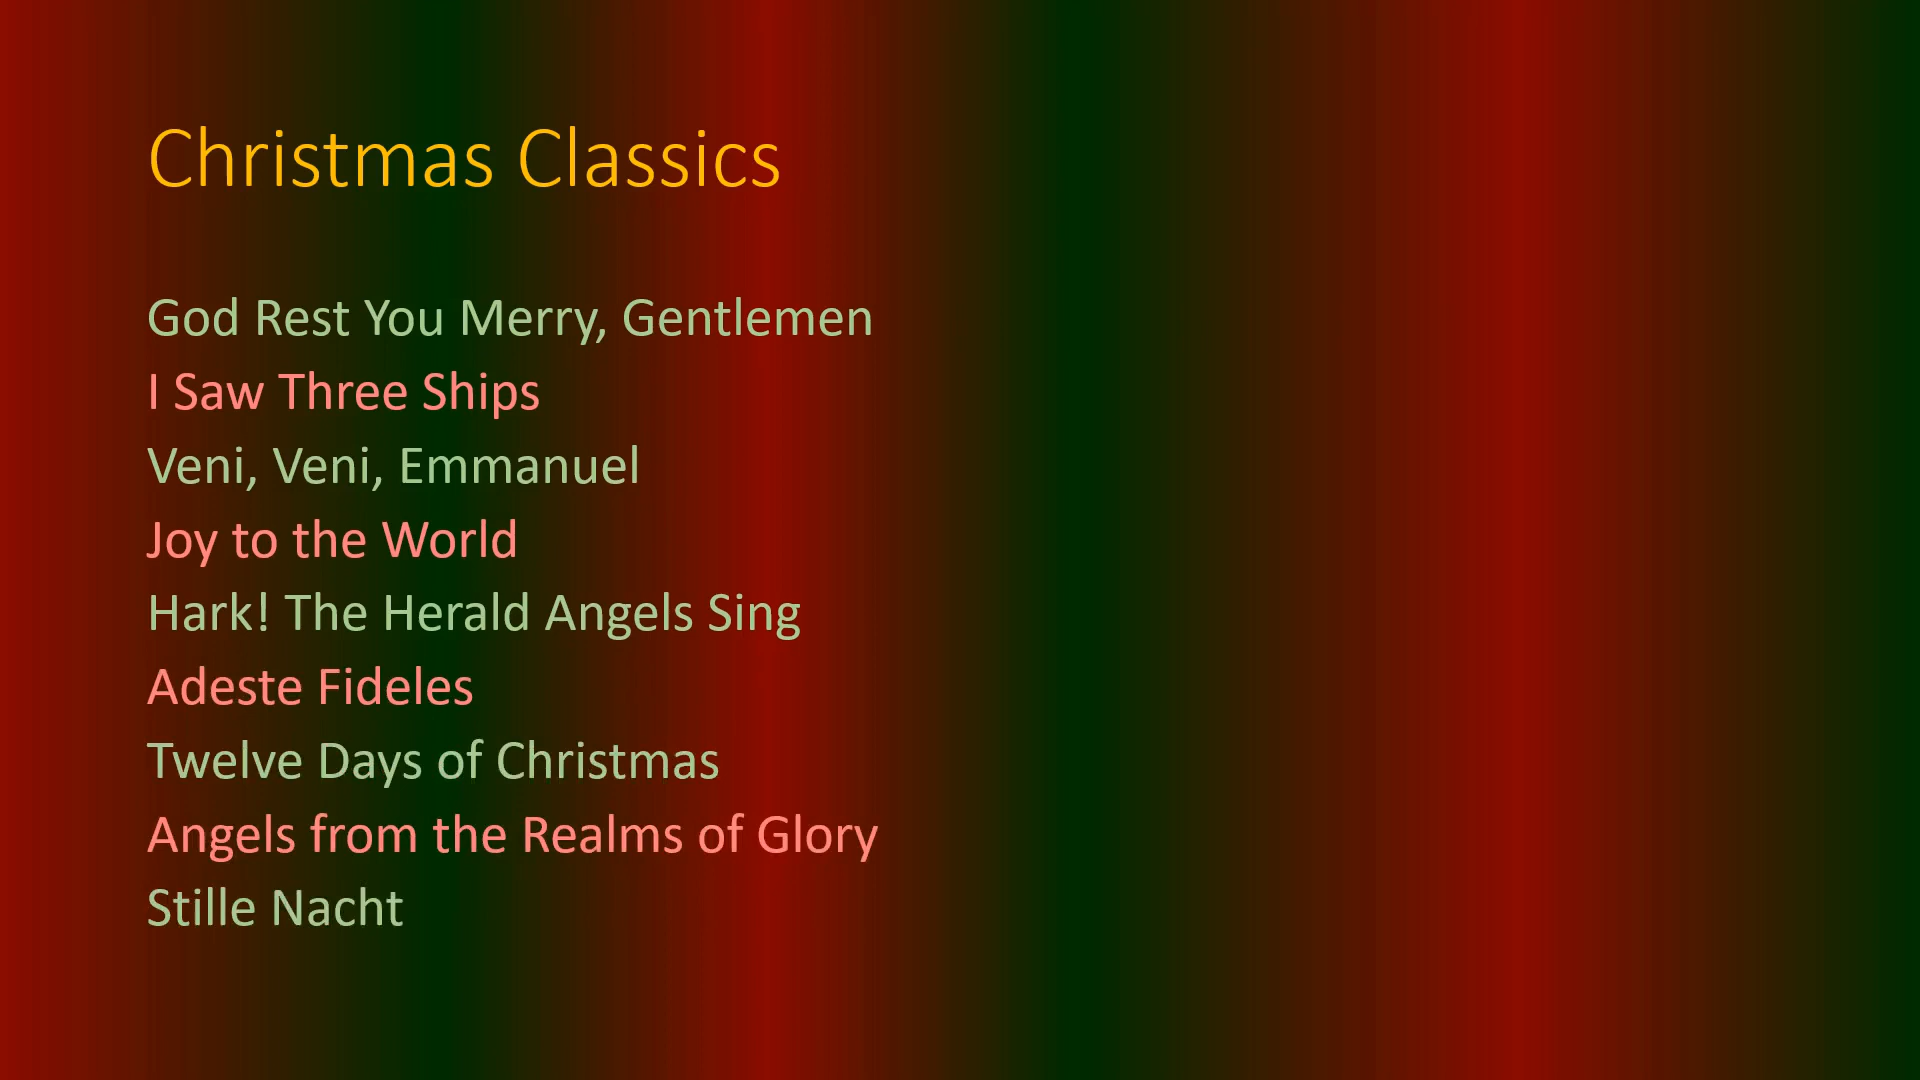 Christmas Classics
God Rest You Merry, Gentlemen
I Saw Three Ships
Veni, Veni, Emmanuel
Joy to the World
Hark! The Herald Angels Sing
Adeste Fideles
Twelve Days of Christmas
Angels from the Realms of Glory
Stille Nacht